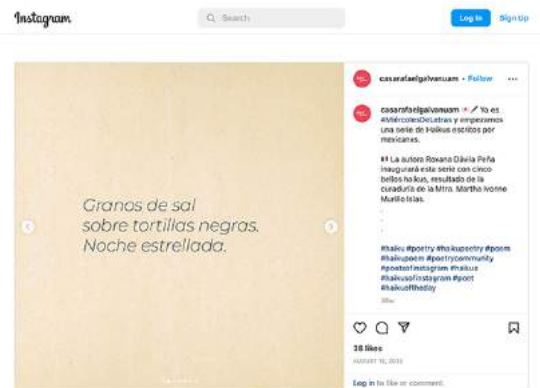 Instagram
Search
Log In
Sign Up
casarafaelgalvanuam • Follow
Granos de sal
sobre tortillas negras.
Noche estrellada.
casarafaelgalvanuam Ya es
#MiércolesDeLetras y empezamos
una serie de Haikus escritos por
mexicanas.
La autora Roxana Dávila Peña
inaugurará esta serie con cinco
bellos haikus, resultado de la
curaduría de la Mtra. Martha Ivonne
Murillo Islas.
.
.
.
#haiku #poetry #haikupoetry #poem
#haikupoem #poetrycommunity
#poetsofinstagram #haikus
#haikusofinstagram #poet
#haikuoftheday
38 likes
Log in to like or comment.